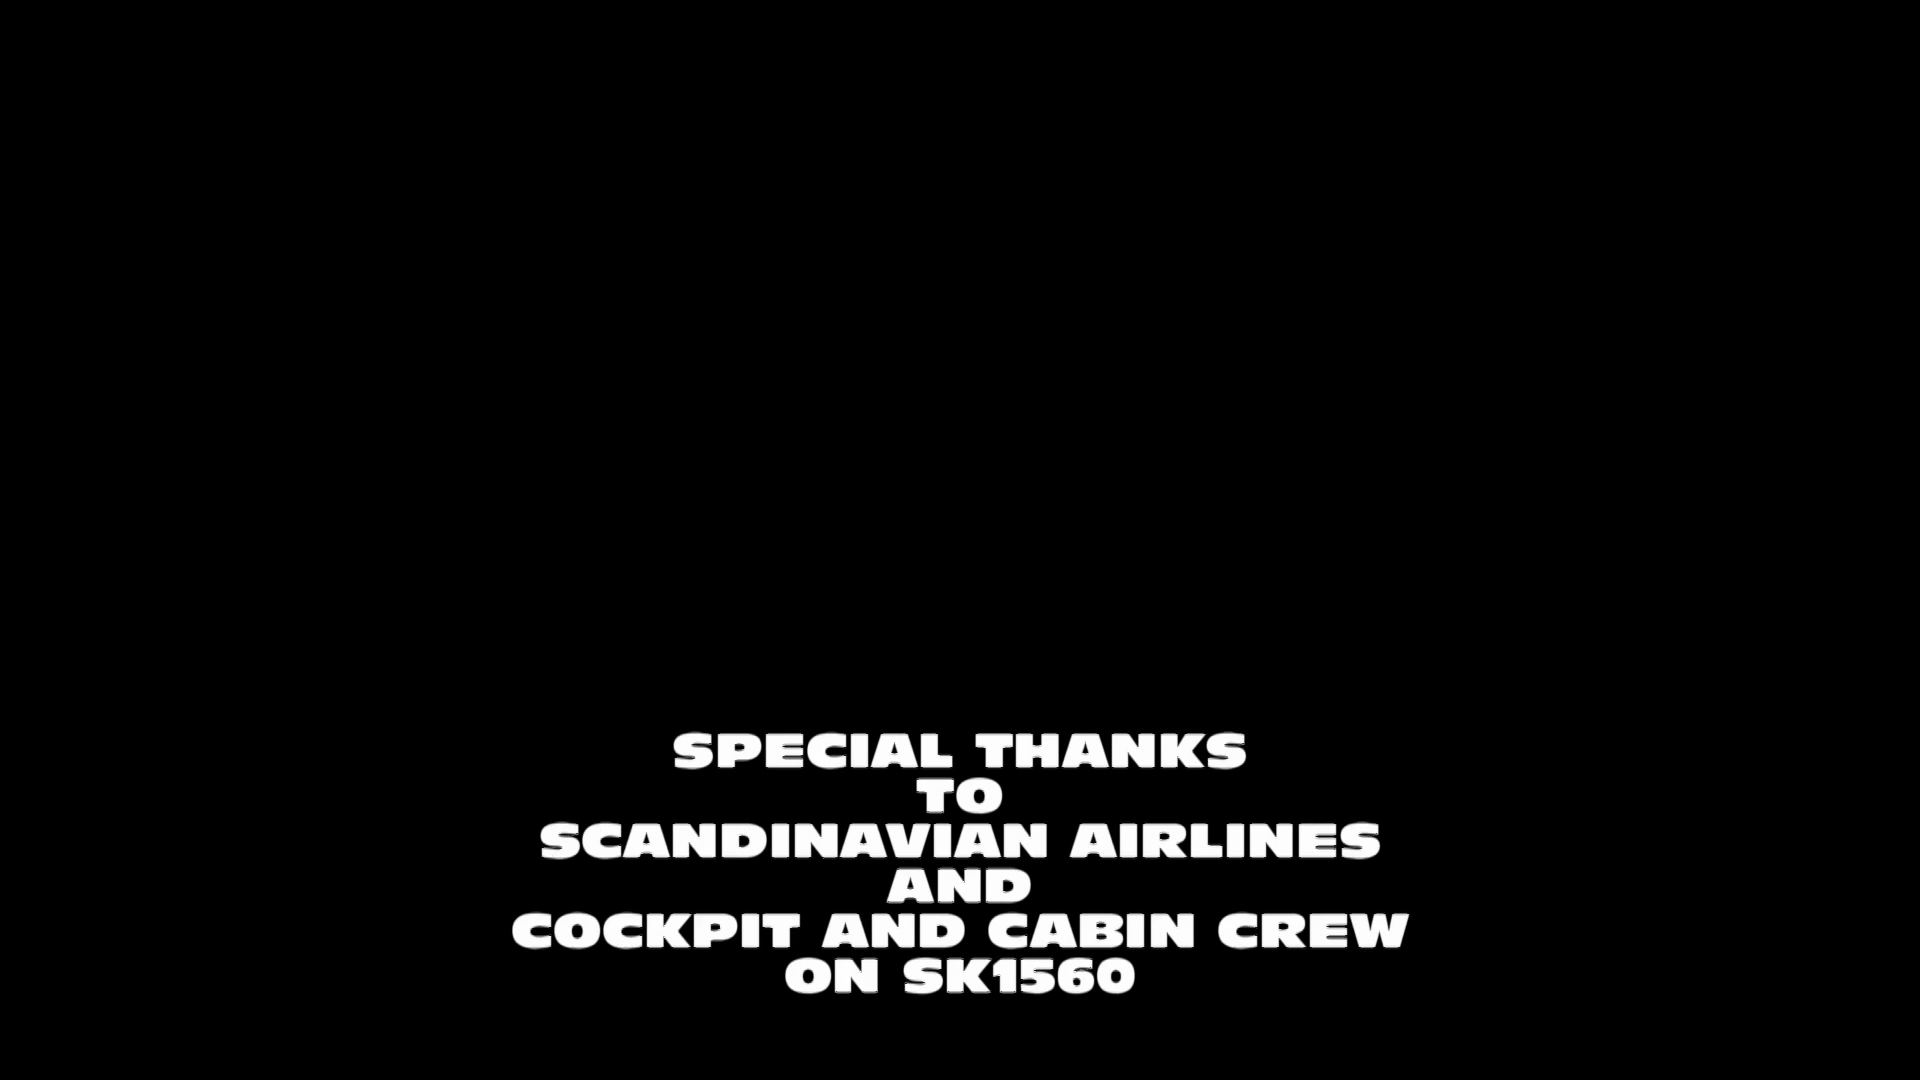 SPECIAL THANKS
TO
SCANDINAVIAN AIRLINES
AND
COCKPIT AND CABIN CREW
ON SK1560